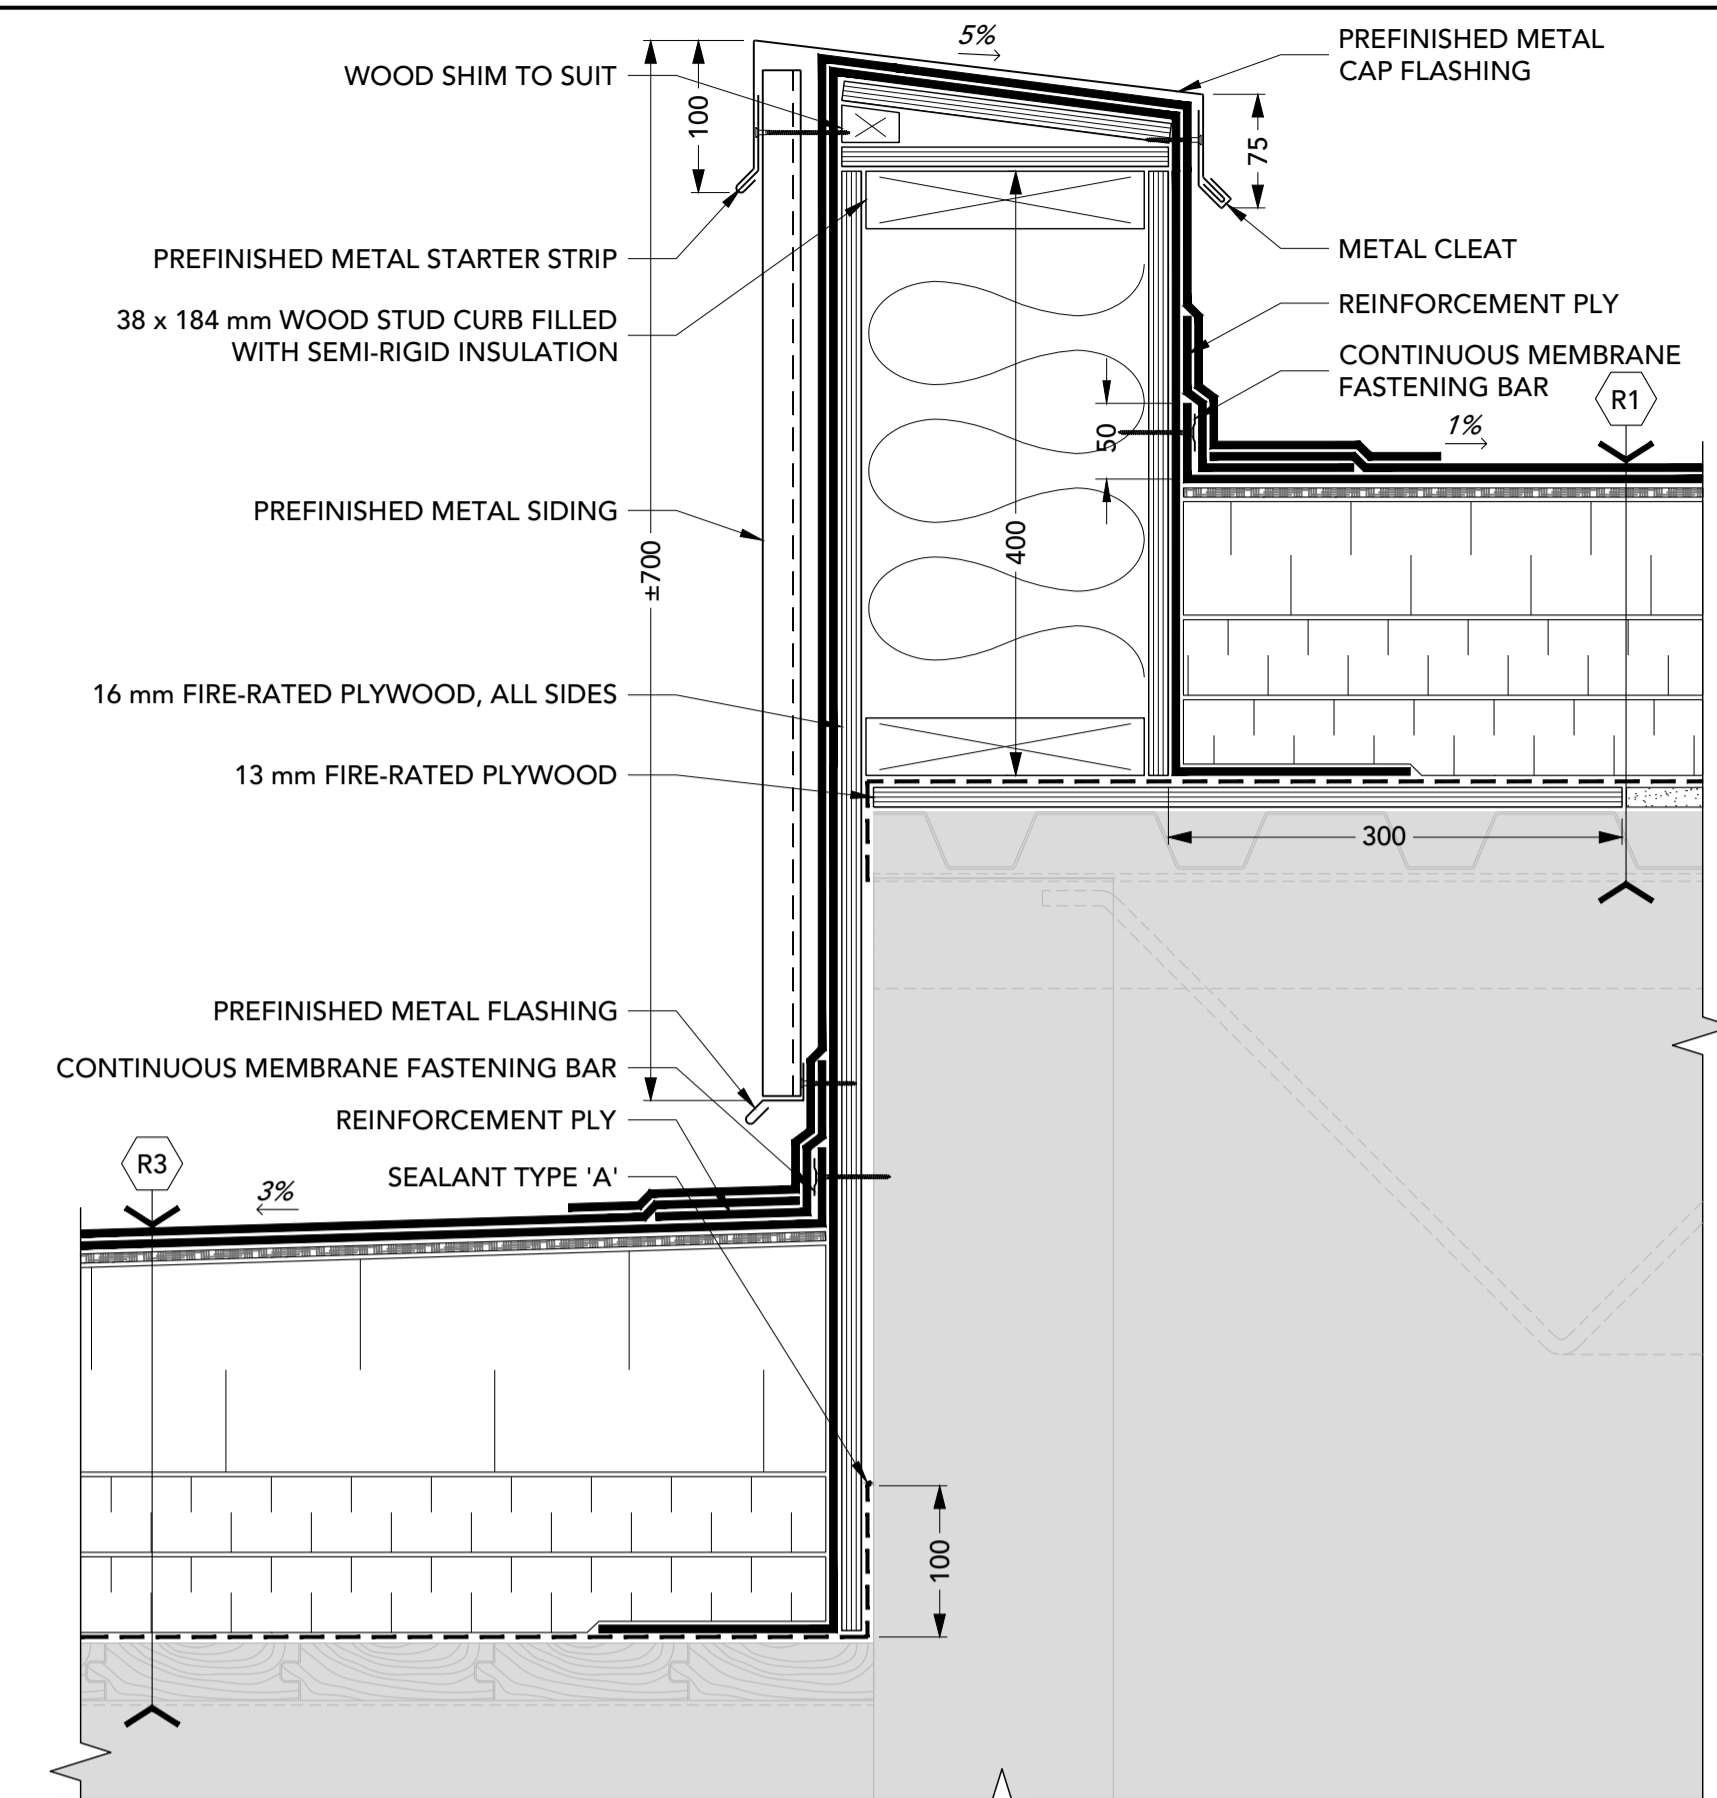 5%
PREFINISHED METAL
CAP FLASHING
WOOD SHIM TO SUIT
100
75
PREFINISHED METAL STARTER STRIP
METAL CLEAT
38 x 184 mm WOOD STUD CURB FILLED
WITH SEMI-RIGID INSULATION
REINFORCEMENT PLY
CONTINUOUS MEMBRANE
FASTENING BAR
R1
1%
50
PREFINISHED METAL SIDING
400
±700
16 mm FIRE-RATED PLYWOOD, ALL SIDES
13 mm FIRE-RATED PLYWOOD
300
PREFINISHED METAL FLASHING
CONTINUOUS MEMBRANE FASTENING BAR
REINFORCEMENT PLY
R3
SEALANT TYPE 'A'
3%
100